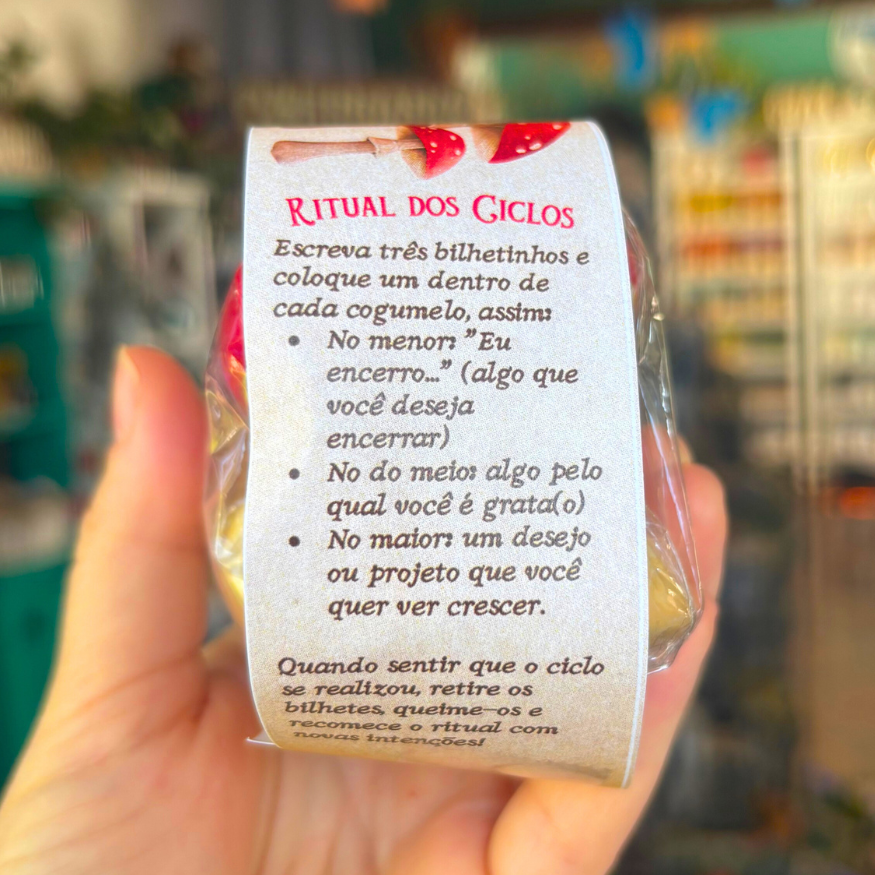 RITUAL DOS CICLOS
Escreva três bilhetinhos e
coloque um dentro de
cada cogumelo, assim:
• No menor: "Eu
encerro..." (algo que
você deseja
encerrar)
• No do meio: algo pelo
qual você é grata(o)
• No maior: um desejo
ou projeto que você
quer ver crescer.
Quando sentir que o ciclo
se realizou, retire os
bilhetes, queime-os e
recomece o ritual com
novas intenções!